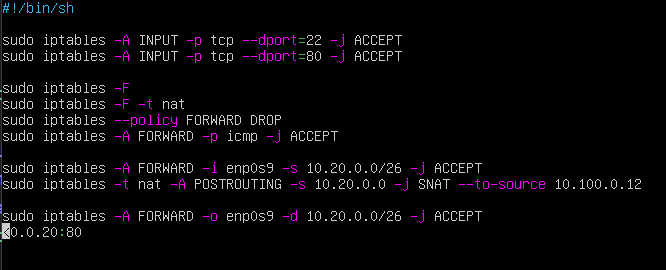 #!/bin/sh
sudo iptables -A INPUT -p tcp --dport=22 -j ACCEPT
sudo iptables -A INPUT -p tcp --dport=80 -j ACCEPT
sudo iptables -F
sudo iptables -F -t nat
sudo iptables --policy FORWARD DROP
sudo iptables -A FORWARD -p icmp -j ACCEPT
sudo iptables -A FORWARD -i enp0s9 -s 10.20.0.0/26 -j ACCEPT
sudo iptables -t nat -A POSTROUTING -s 10.20.0.0 -j SNAT --to-source 10.100.0.12
sudo iptables -A FORWARD -o enp0s9 -d 10.20.0.0/26 -j ACCEPT
<0.0.20:80